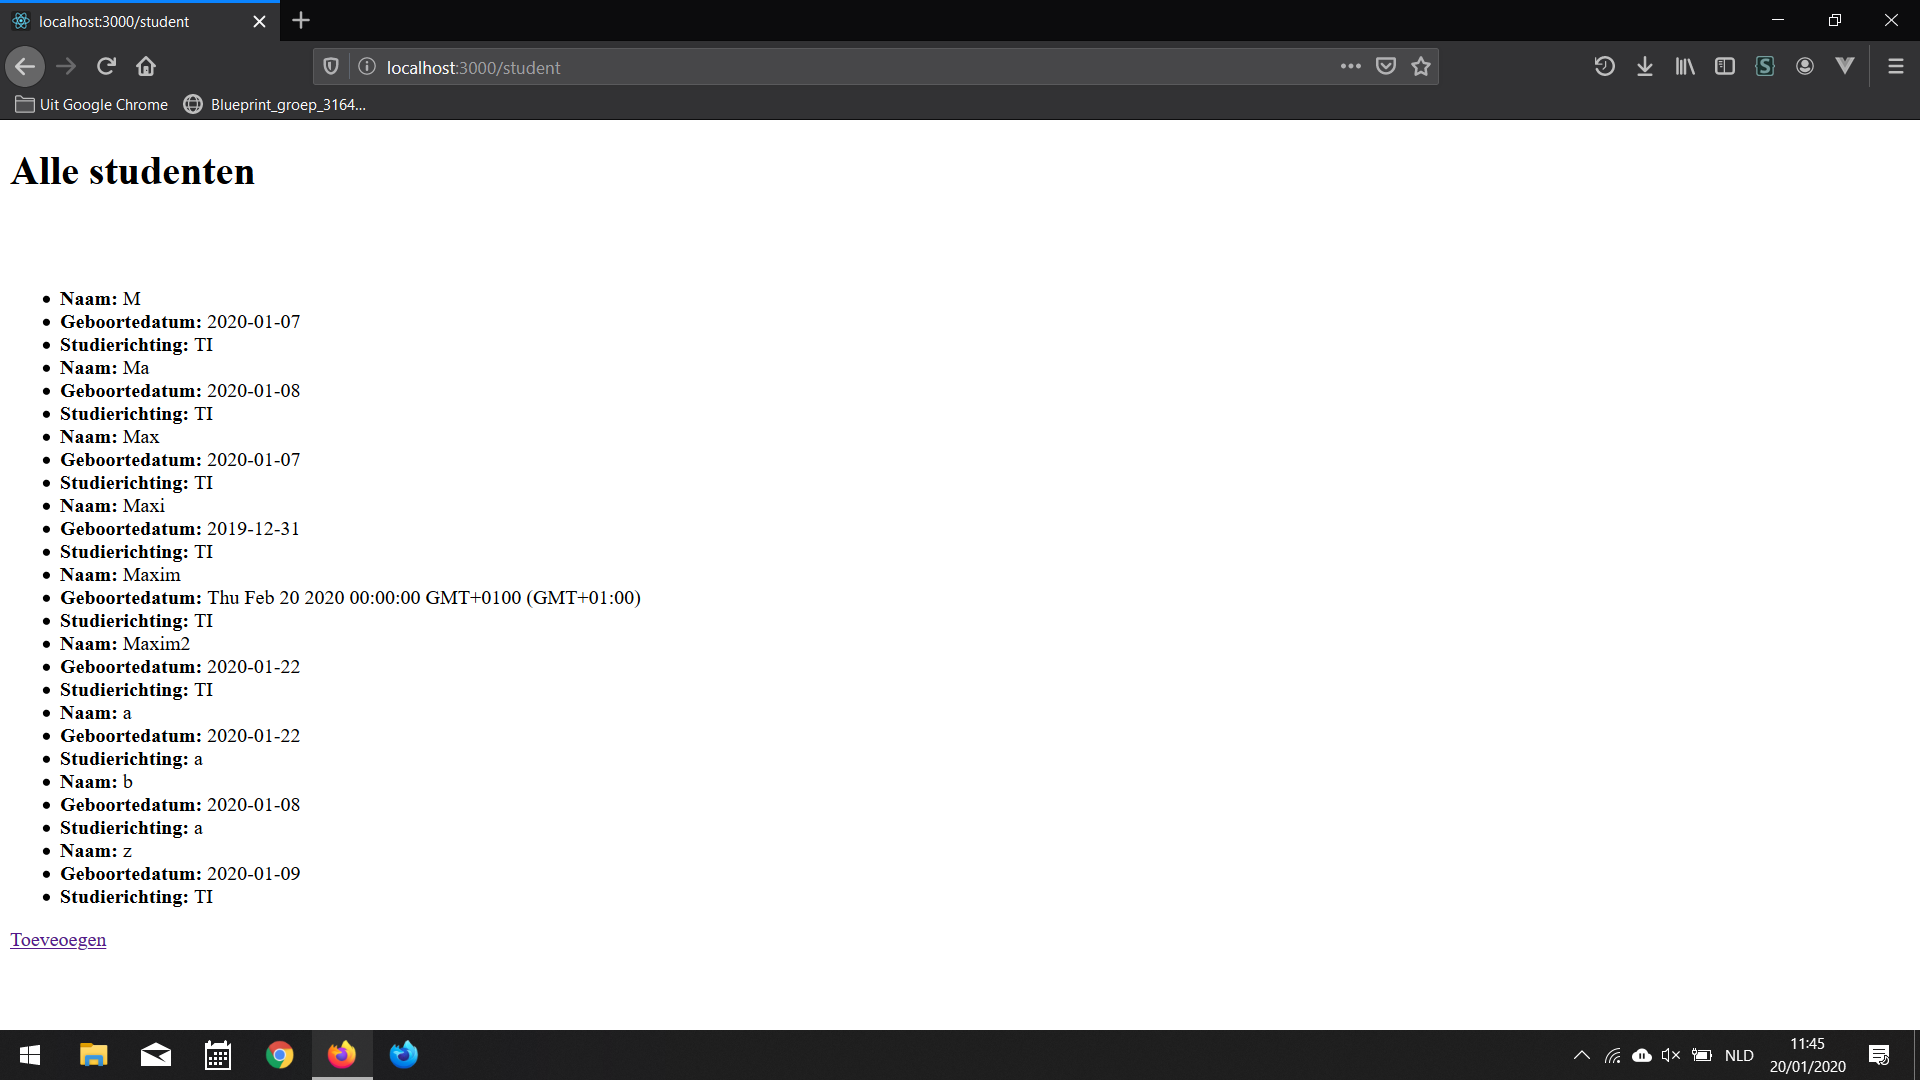 localhost:3000/student
localhost:3000/student
Uit Google Chrome
Blueprint_groep_3164...
Alle studenten
Naam: M
Geboortedatum: 2020-01-07
Studierichting: TI
Naam: Ma
Geboortedatum: 2020-01-08
Studierichting: TI
Naam: Max
Geboortedatum: 2020-01-07
Studierichting: TI
Naam: Maxi
Geboortedatum: 2019-12-31
Studierichting: TI
Naam: Maxim
Geboortedatum: Thu Feb 20 2020 00:00:00 GMT+0100 (GMT+01:00)
Studierichting: TI
Naam: Maxim2
Geboortedatum: 2020-01-22
Studierichting: TI
Naam: a
Geboortedatum: 2020-01-22
Studierichting: a
Naam: b
Geboortedatum: 2020-01-08
Studierichting: a
Naam: z
Geboortedatum: 2020-01-09
Studierichting: TI
Toeveoegen
NLD
11:45
20/01/2020